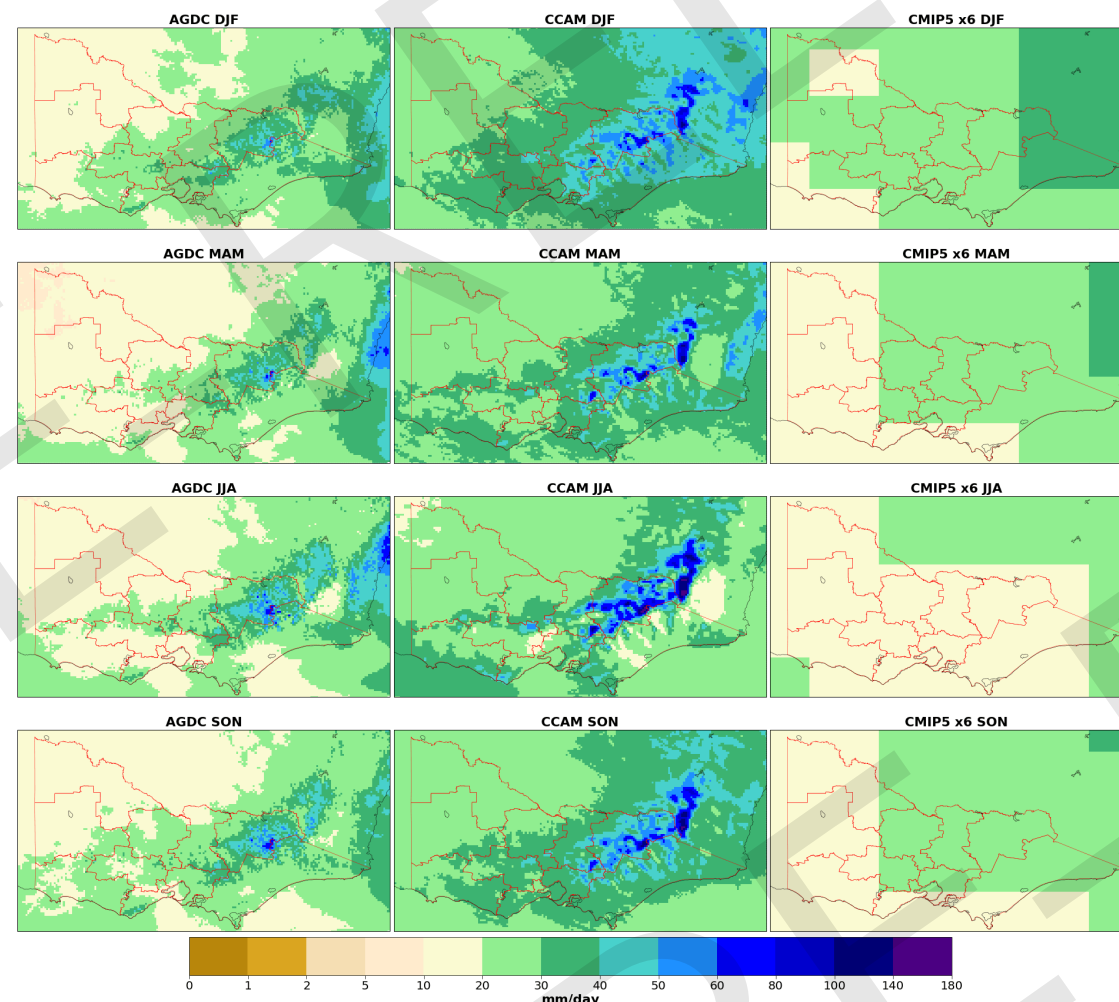 AGDC DJF CCAM DJF CMIP5 x6 DJF
AGDC MAM CCAM MAM CMIP5 x6 MAM
AGDC JJA CCAM JJA CMIP5 x6 JJA
AGDC SON CCAM SON CMIP5 x6 SON
0 1 2 5 10 20 30 40 50 60 80 100 140 180
mm/day